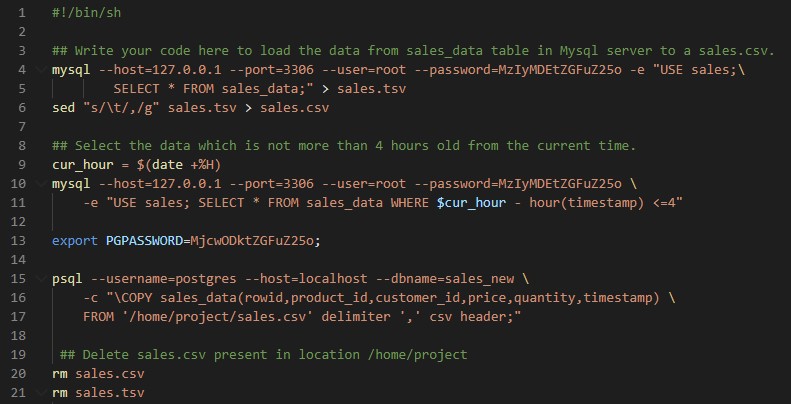 1 #!/bin/sh
2
3 ## Write your code here to load the data from sales_data table in Mysql server to a sales.csv.
4 mysql --host=127.0.0.1 --port=3306 --user=root --password=MzIyMDEtZGFuZ25o -e "USE sales;\
5 SELECT * FROM sales_data;" > sales.tsv
6 sed "s/\t/,/g" sales.tsv > sales.csv
7
8 ## Select the data which is not more than 4 hours old from the current time.
9 cur_hour = $(date +%H)
10 mysql --host=127.0.0.1 --port=3306 --user=root --password=MzIyMDEtZGFuZ25o \
11 -e "USE sales; SELECT * FROM sales_data WHERE $cur_hour - hour(timestamp) <=4"
12
13 export PGPASSWORD=MjcwODktZGFuZ25o;
14
15 psql --username=postgres --host=localhost --dbname=sales_new \
16 -c "\COPY sales_data(rowid,product_id,customer_id,price,quantity,timestamp) \
17 FROM '/home/project/sales.csv' delimiter ',' csv header;"
18
19 ## Delete sales.csv present in location /home/project
20 rm sales.csv
21 rm sales.tsv